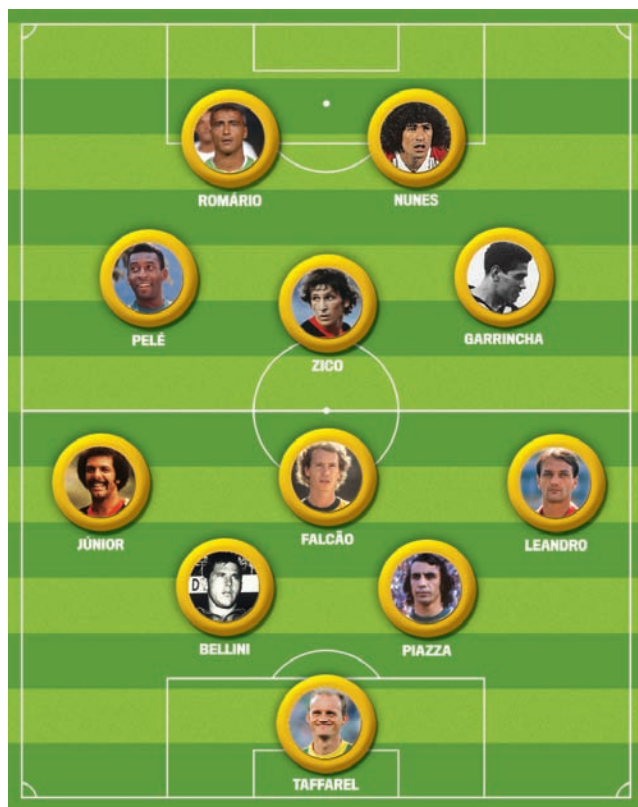 ROMÁRIO
NUNES
PELÉ
ZICO
GARRINCHA
JÚNIOR
FALCÃO
LEANDRO
D
BELLINI
PIAZZA
TAFFAREL